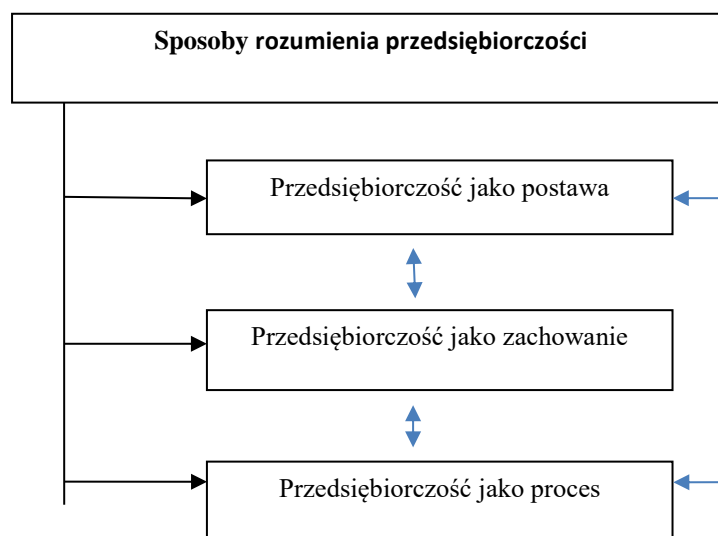 Sposoby rozumienia przedsiębiorczości
Przedsiębiorczość jako postawa
Przedsiębiorczość jako zachowanie
Przedsiębiorczość jako proces